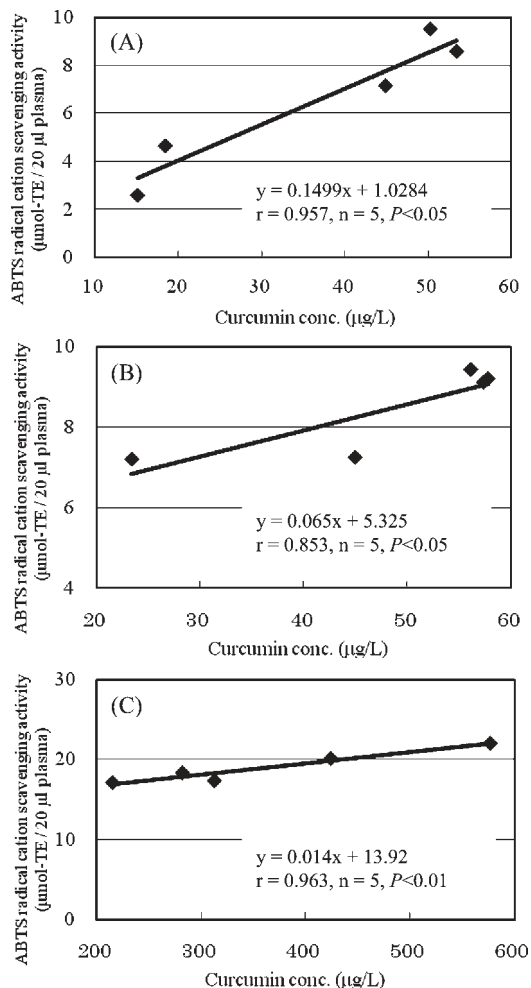 ABTS radical cation scavenging activity
(μmol-TE / 20 μl plasma)
10
8
6
4
2
0
(A)
y = 0.1499x + 1.0284
r = 0.957, n = 5, P<0.05
10
20
30
40
50
60
Curcumin conc. (μg/L)
ABTS radical cation scavenging activity
(μmol-TE / 20 μl plasma)
10
8
6
4
(B)
y = 0.065x + 5.325
r = 0.853, n = 5, P<0.05
20
30
40
50
60
Curcumin conc. (μg/L)
ABTS radical cation scavenging activity
(μmol-TE / 20 μl plasma)
30
20
10
0
(C)
y = 0.014x + 13.92
r = 0.963, n = 5, P<0.01
200
300
400
500
600
Curcumin conc. (μg/L)